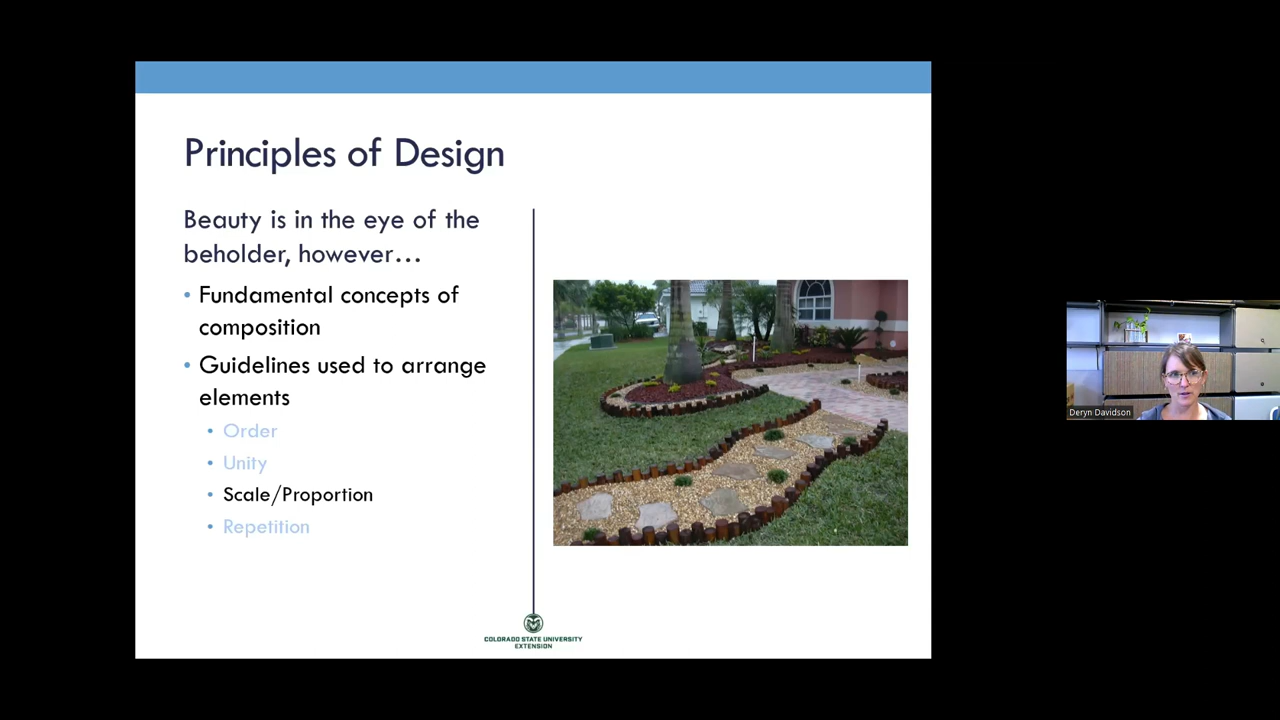 Principles of Design
Beauty is in the eye of the
beholder, however…
• Fundamental concepts of
composition
• Guidelines used to arrange
elements
• Order
• Unity
• Scale/Proportion
• Repetition
COLORADO STATE UNIVERSITY
EXTENSION
Deryn Davidson